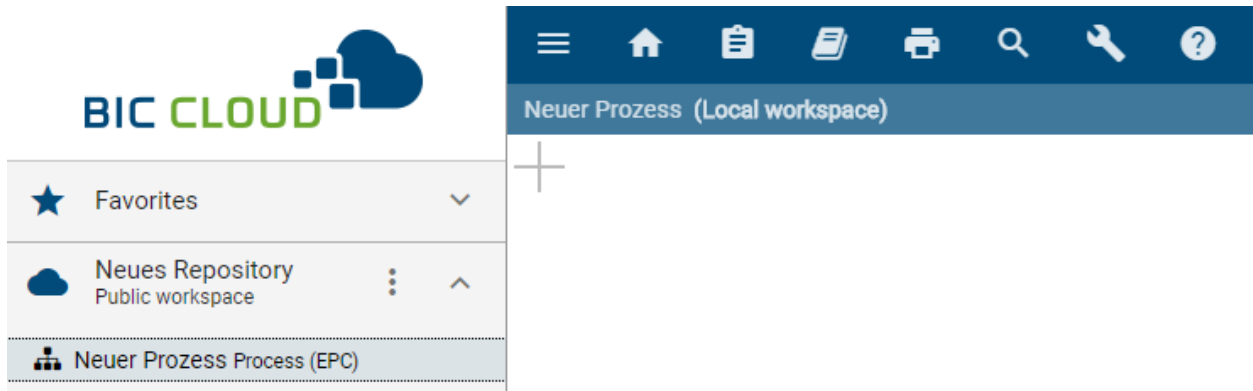 BIC CLOUD
Neuer Prozess (Local workspace)
Favorites
Neues Repository
Public workspace
Neuer Prozess Process (EPC)